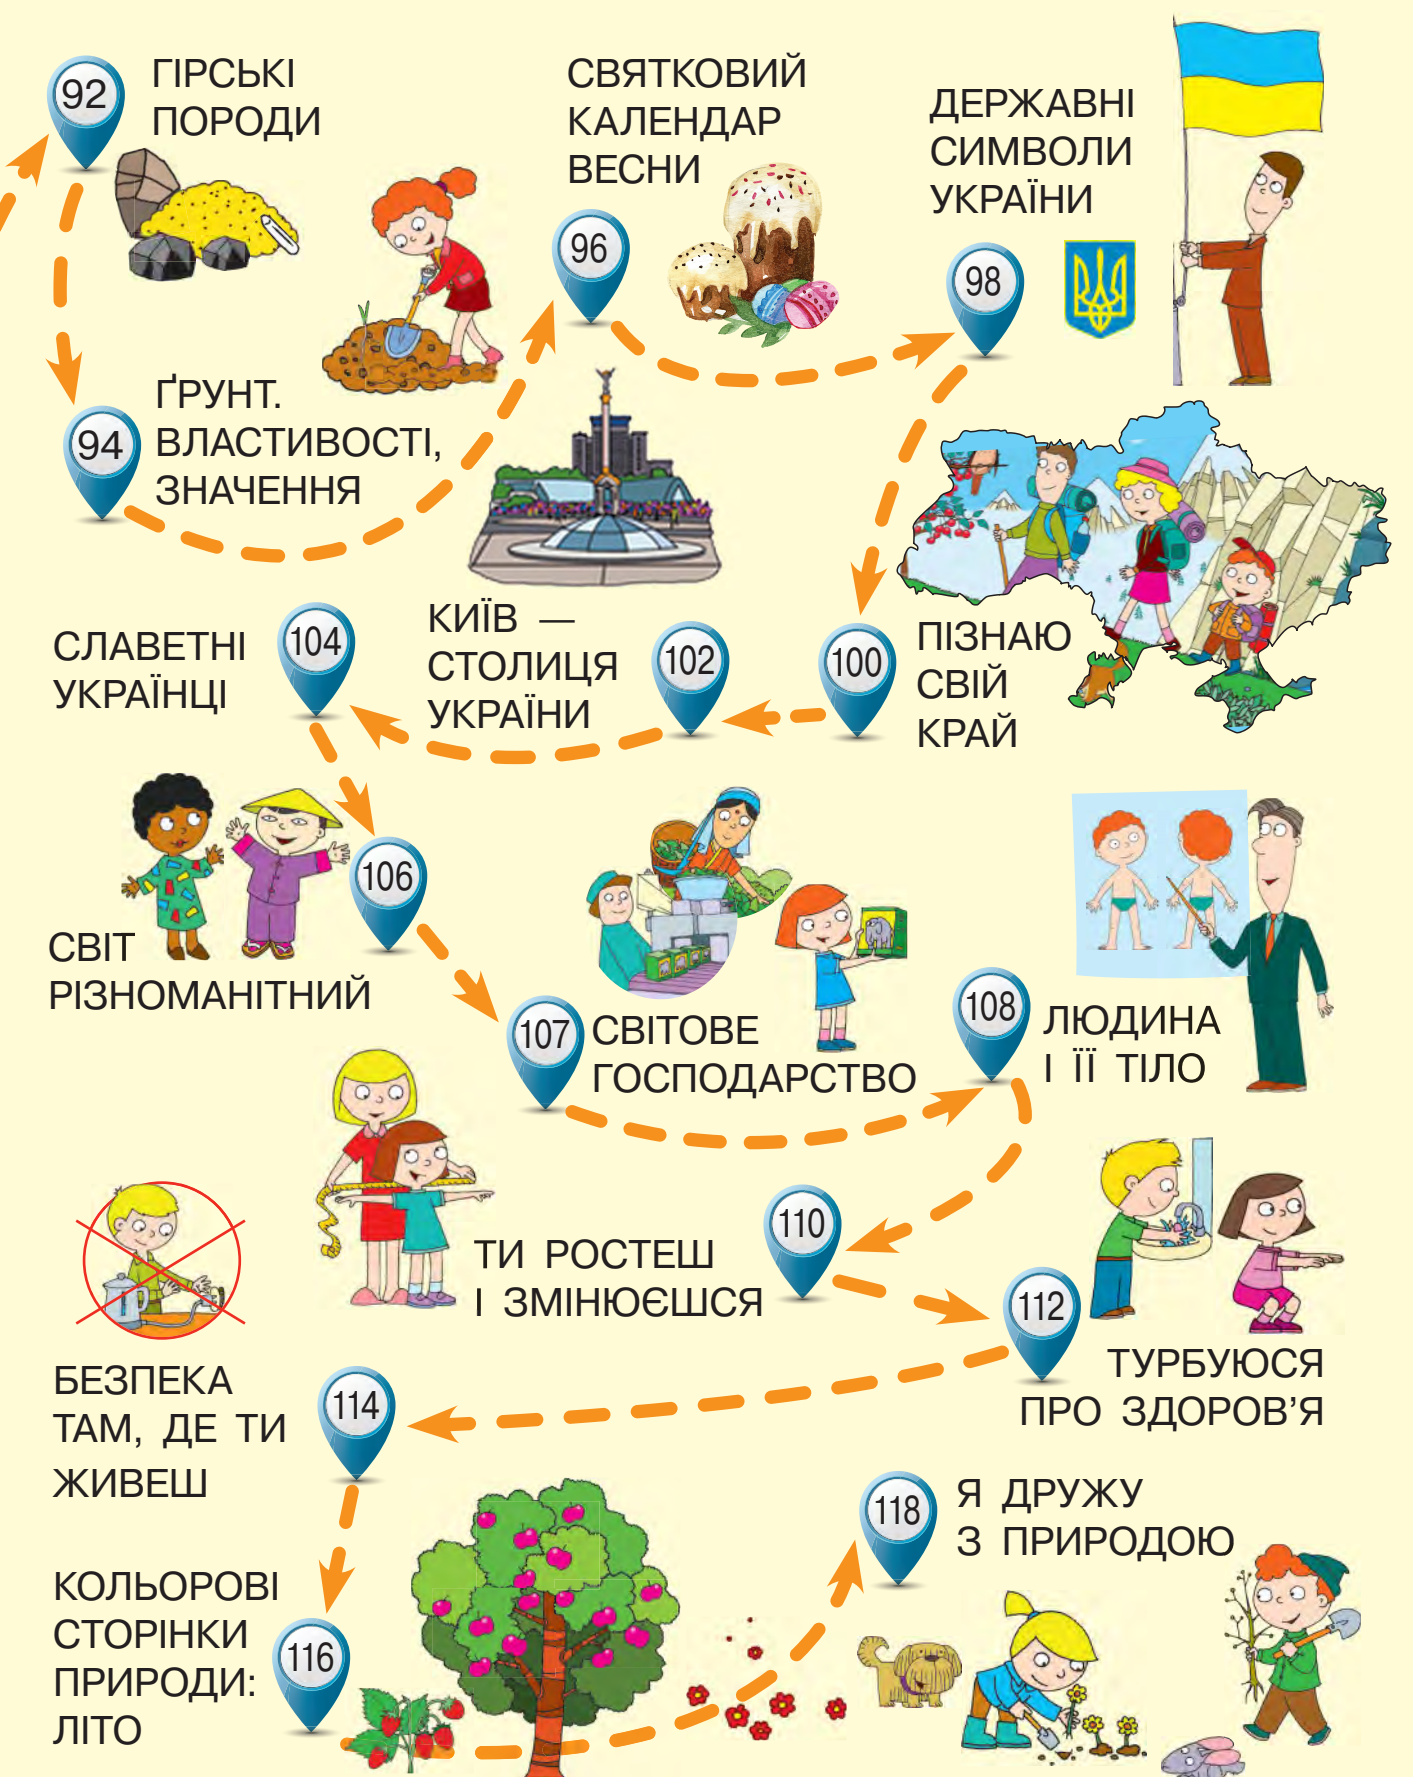 92
ГІРСЬКІ
ПОРОДИ
94
ҐРУНТ.
ВЛАСТИВОСТІ,
ЗНАЧЕННЯ
СВЯТКОВИЙ
КАЛЕНДАР
ВЕСНИ
96
ДЕРЖАВНІ
СИМВОЛИ
УКРАЇНИ
98
100
ПІЗНАЮ
СВІЙ
КРАЙ
102
КИЇВ —
СТОЛИЦЯ
УКРАЇНИ
104
СЛАВЕТНІ
УКРАЇНЦІ
106
СВІТ
РІЗНОМАНІТНИЙ
107
СВІТОВЕ
ГОСПОДАРСТВО
108
ЛЮДИНА
І ЇЇ ТІЛО
110
ТИ РОСТЕШ
І ЗМІНЮЄШСЯ
112
ТУРБУЮСЯ
ПРО ЗДОРОВ’Я
114
БЕЗПЕКА
ТАМ, ДЕ ТИ
ЖИВЕШ
116
КОЛЬОРОВІ
СТОРІНКИ
ПРИРОДИ:
ЛІТО
118
Я ДРУЖУ
З ПРИРОДОЮ